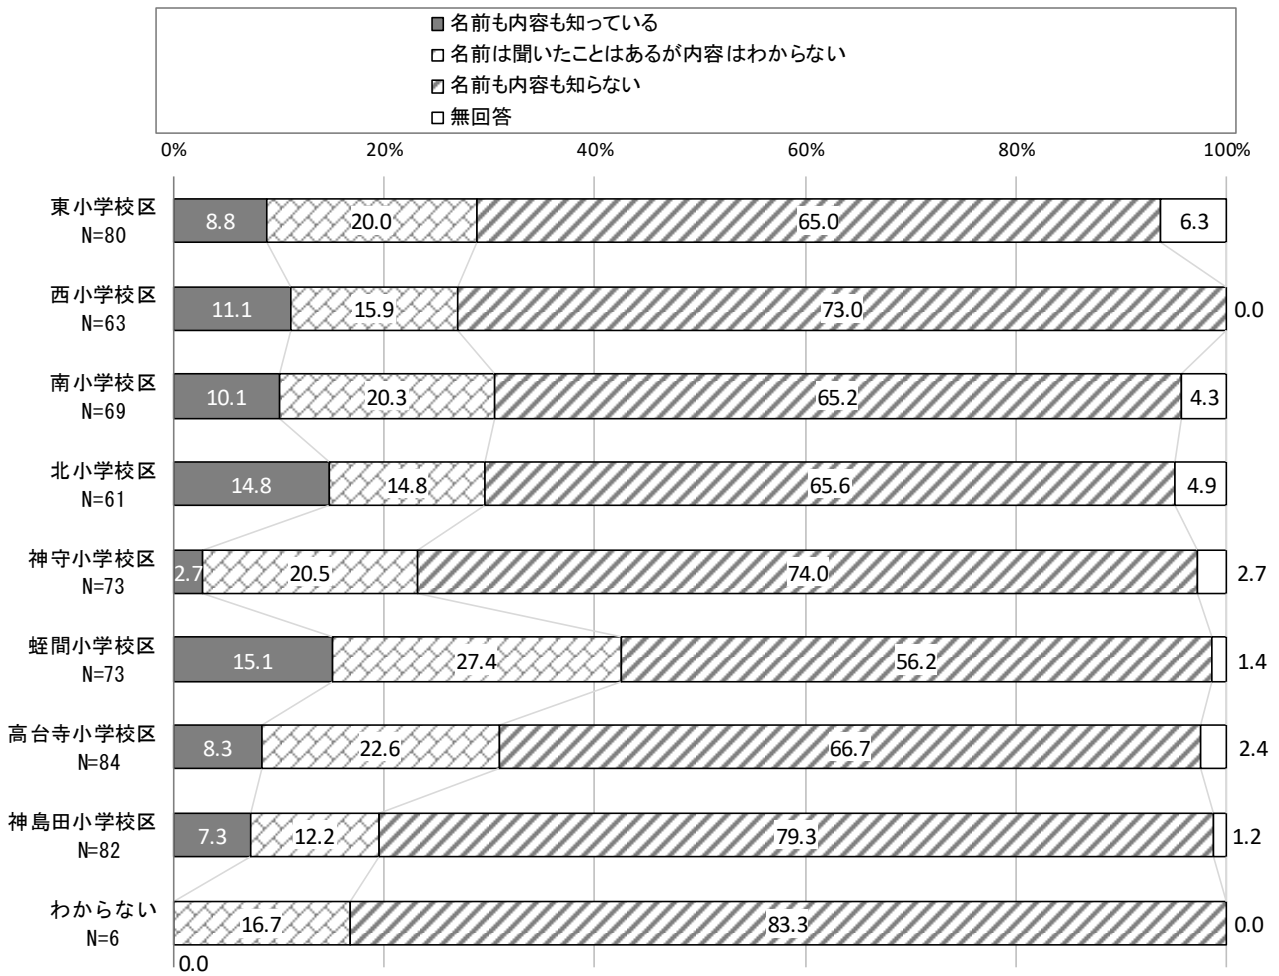 名前も内容も知っている
名前は聞いたことはあるが内容はわからない
名前も内容も知らない
無回答
0% 20% 40% 60% 80% 100%
東小学校区
N=80
8.8 20.0 65.0 6.3
西小学校区
N=63
11.1 15.9 73.0 0.0
南小学校区
N=69
10.1 20.3 65.2 4.3
北小学校区
N=61
14.8 14.8 65.6 4.9
神守小学校区
N=73
2.7 20.5 74.0 2.7
蛭間小学校区
N=73
15.1 27.4 56.2 1.4
高台寺小学校区
N=84
8.3 22.6 66.7 2.4
神島田小学校区
N=82
7.3 12.2 79.3 1.2
わからない
N=6
0.0 16.7 83.3 0.0